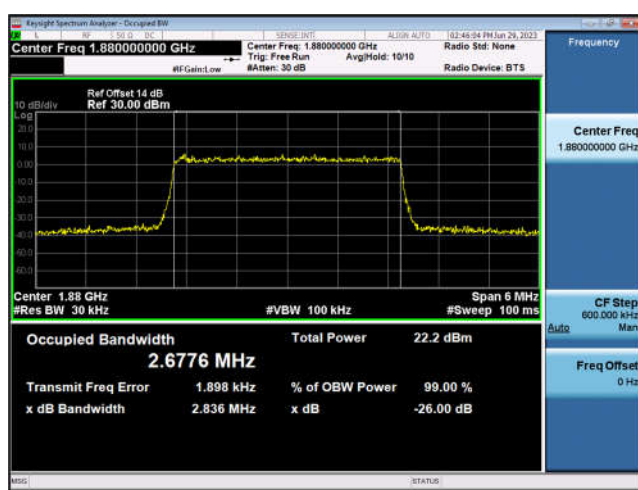 Keysight Spectrum Analyzer - Occupied BW
L RF 50 Ω DC SENSE:INT ALIGN AUTO 02:46:04 PM Jun 29, 2023
Center Freq 1.880000000 GHz
Center Freq: 1.880000000 GHz
Radio Std: None
Trig: Free Run Avg|Hold: 10/10
#IFGain:Low
#Atten: 30 dB
Radio Device: BTS
Frequency
Ref Offset 14 dB
10 dB/div Ref 30.00 dBm
Log
20.0
10.0
0.00
-10.0
-20.0
-30.0
-40.0
-50.0
-60.0
Center 1.88 GHz Span 6 MHz
#Res BW 30 kHz #VBW 100 kHz #Sweep 100 ms
Occupied Bandwidth Total Power 22.2 dBm
2.6776 MHz
Transmit Freq Error 1.898 kHz % of OBW Power 99.00 %
x dB Bandwidth 2.836 MHz x dB -26.00 dB
Center Freq
1.880000000 GHz
CF Step
600.000 kHz
Auto Man
Freq Offset
0 Hz
MSG STATUS